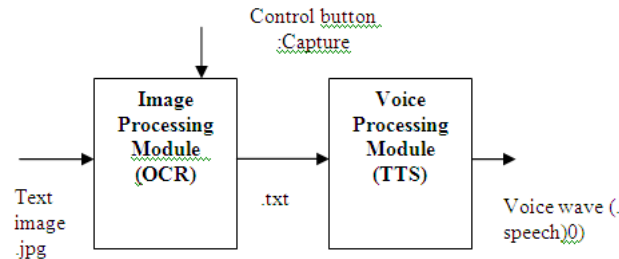 Control button
:Capture
Image
Processing
Module
(OCR)
Voice
Processing
Module
(TTS)
Text
image
.jpg
.txt
Voice wave (.
speech)0)